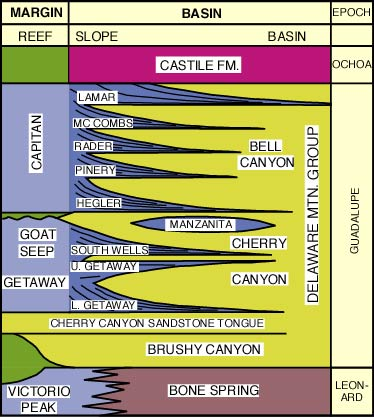 MARGIN BASIN EPOCH
REEF SLOPE BASIN
CASTILE FM. OCHOA
LAMAR
MC COMBS
RADER
PINERY
HEGLER
CAPITAN
BELL
CANYON
DELAWARE MTN. GROUP
GUADALUPE
MANZANITA
GOAT
SEEP
CHERRY
SOUTH WELLS
U. GETAWAY
GETAWAY
CANYON
L. GETAWAY
CHERRY CANYON SANDSTONE TONGUE
BRUSHY CANYON
VICTORIO
PEAK
BONE SPRING
LEON-
ARD